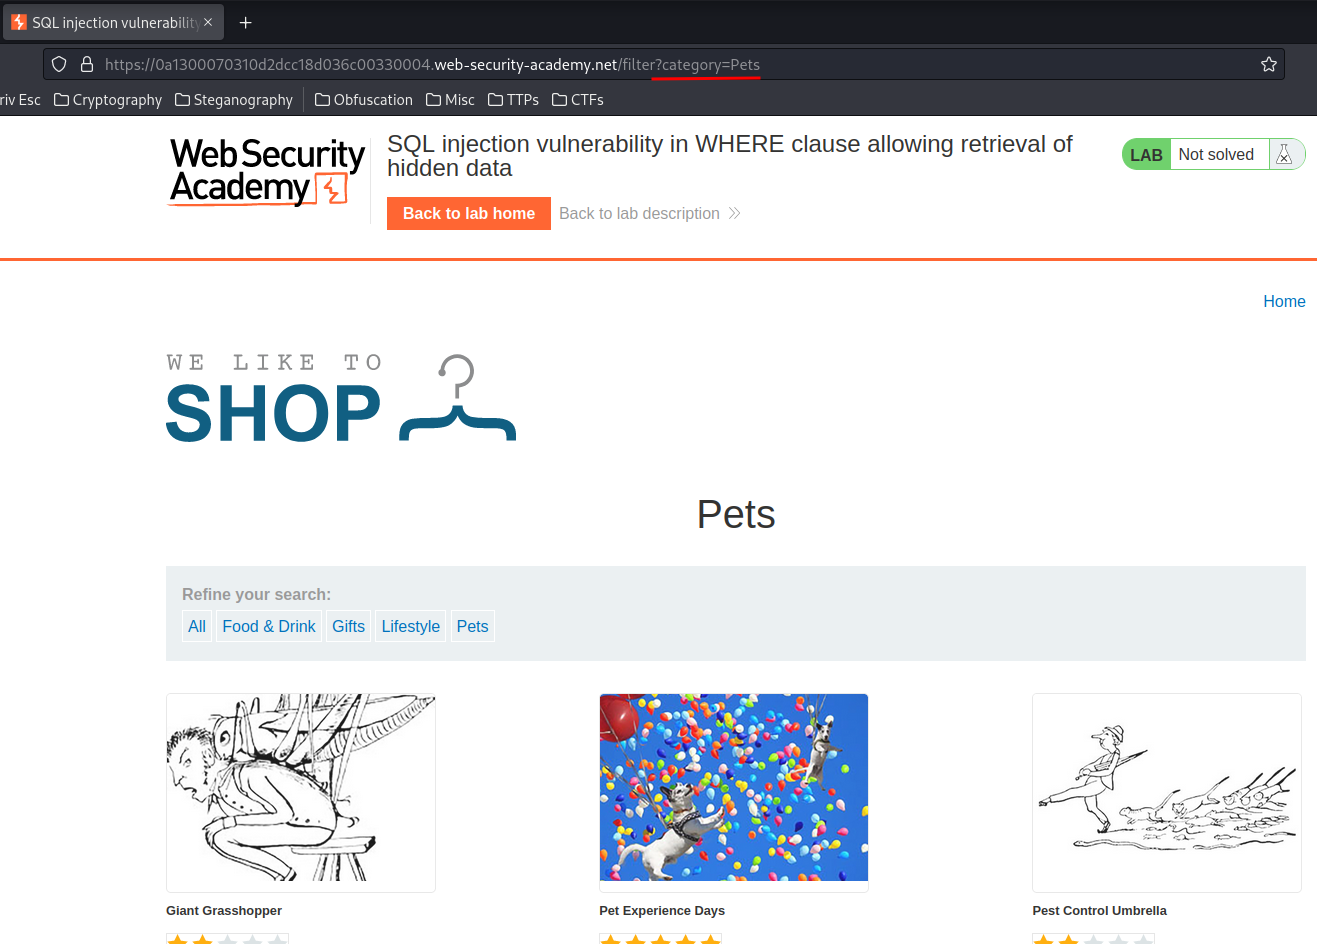 SQL injection vulnerability
https://0a1300070310d2dcc18d036c00330004.web-security-academy.net/filter?category=Pets
riv Esc Cryptography Steganography Obfuscation Misc TTPs CTFs
Web Security
Academy
SQL injection vulnerability in WHERE clause allowing retrieval of
hidden data
LAB Not solved
Back to lab home Back to lab description
Home
WE LIKE TO
SHOP
Pets
Refine your search:
All Food & Drink Gifts Lifestyle Pets
Giant Grasshopper Pet Experience Days Pest Control Umbrella